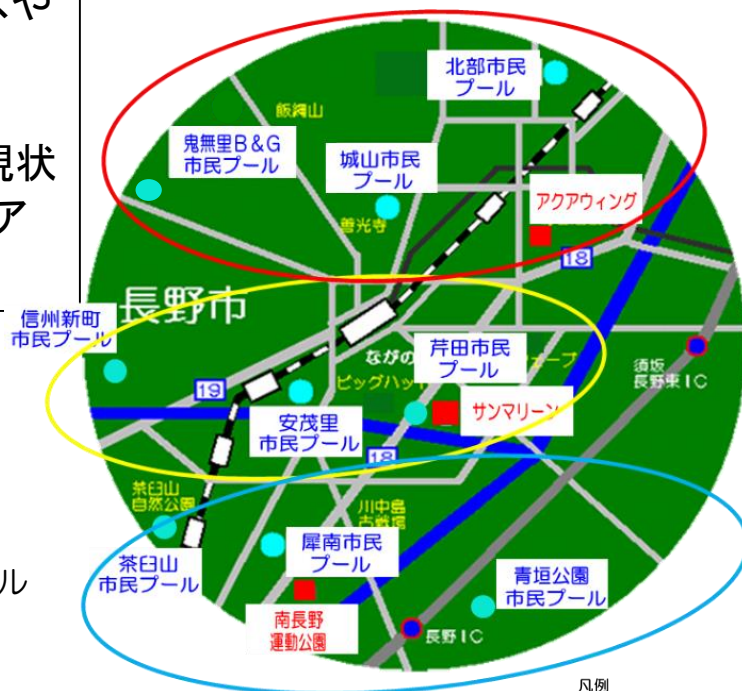 や
現状
ア
北部市民
プール
飯縄山
鬼無里B＆G
市民プール
城山市民
プール
アクアウィング
善光寺
18
長野市
信州新町
市民プール
ながの
芹田市民
プール
須坂
長野東IC
19
ビッグハット
サンマリーン
安茂里
市民プール
18
茶臼山
自然公園
川中島
古戦場
犀南市民
プール
茶臼山
市民プール
青垣公園
市民プール
ル
南長野
運動公園
長野IC
凡例